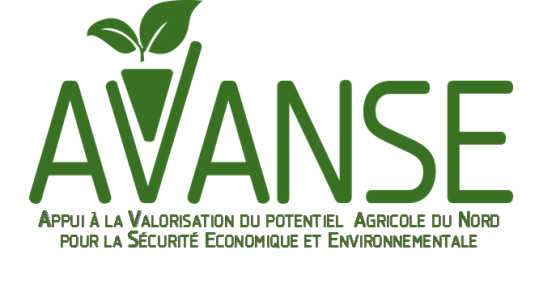 AVANSE
Appui à la Valorisation du potentiel Agricole du Nord
pour la Sécurité Economique et Environnementale